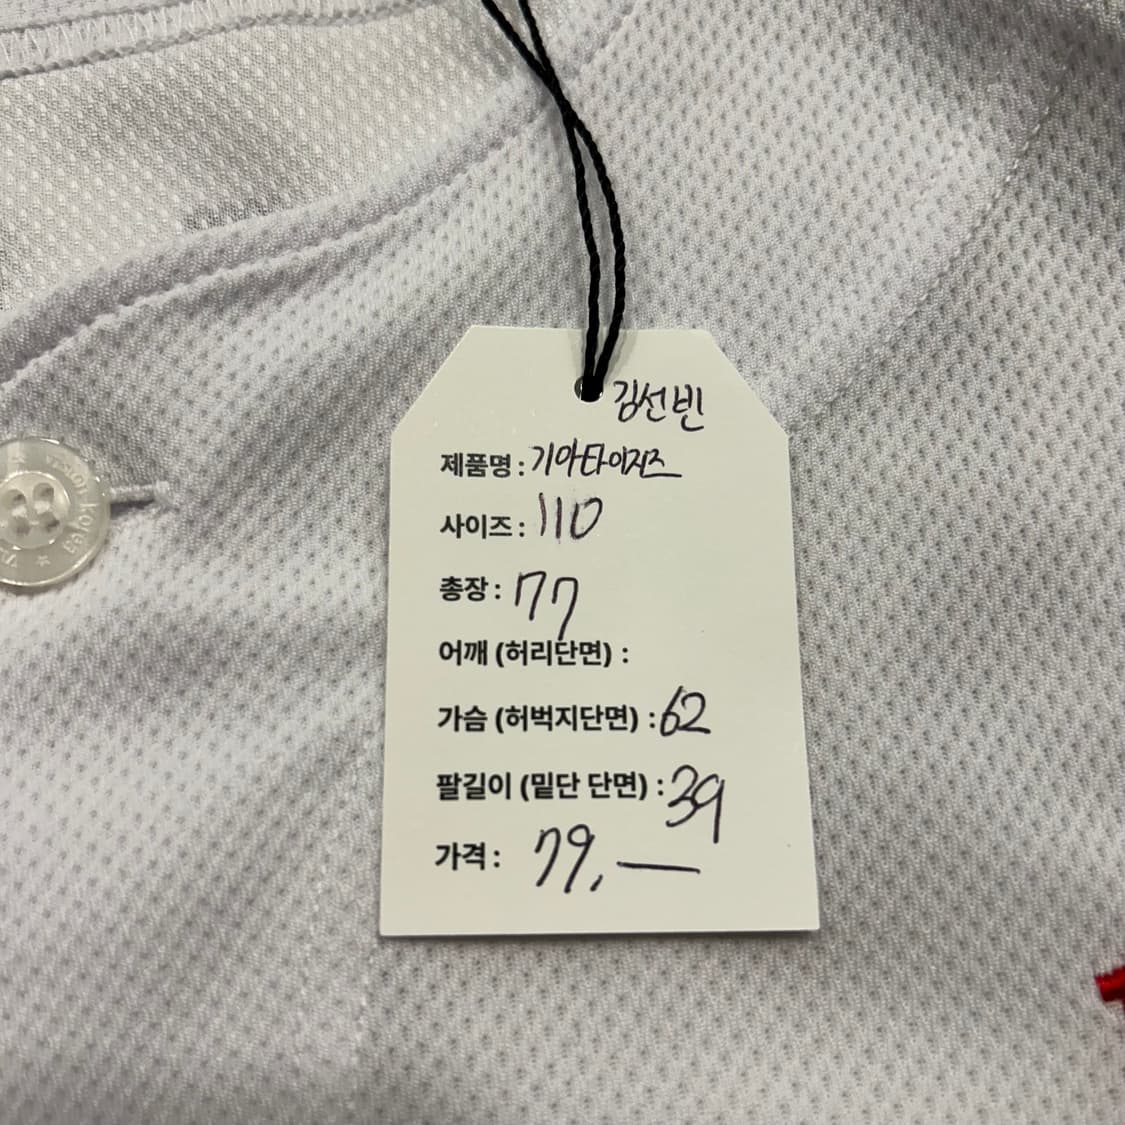 김선빈
제품명 : 기아타이거즈
사이즈 : 110
총장 : 77
어깨 (허리단면) :
가슴 (허벅지단면) : 62
팔길이 (밑단 단면) : 39
가격 : 79,—